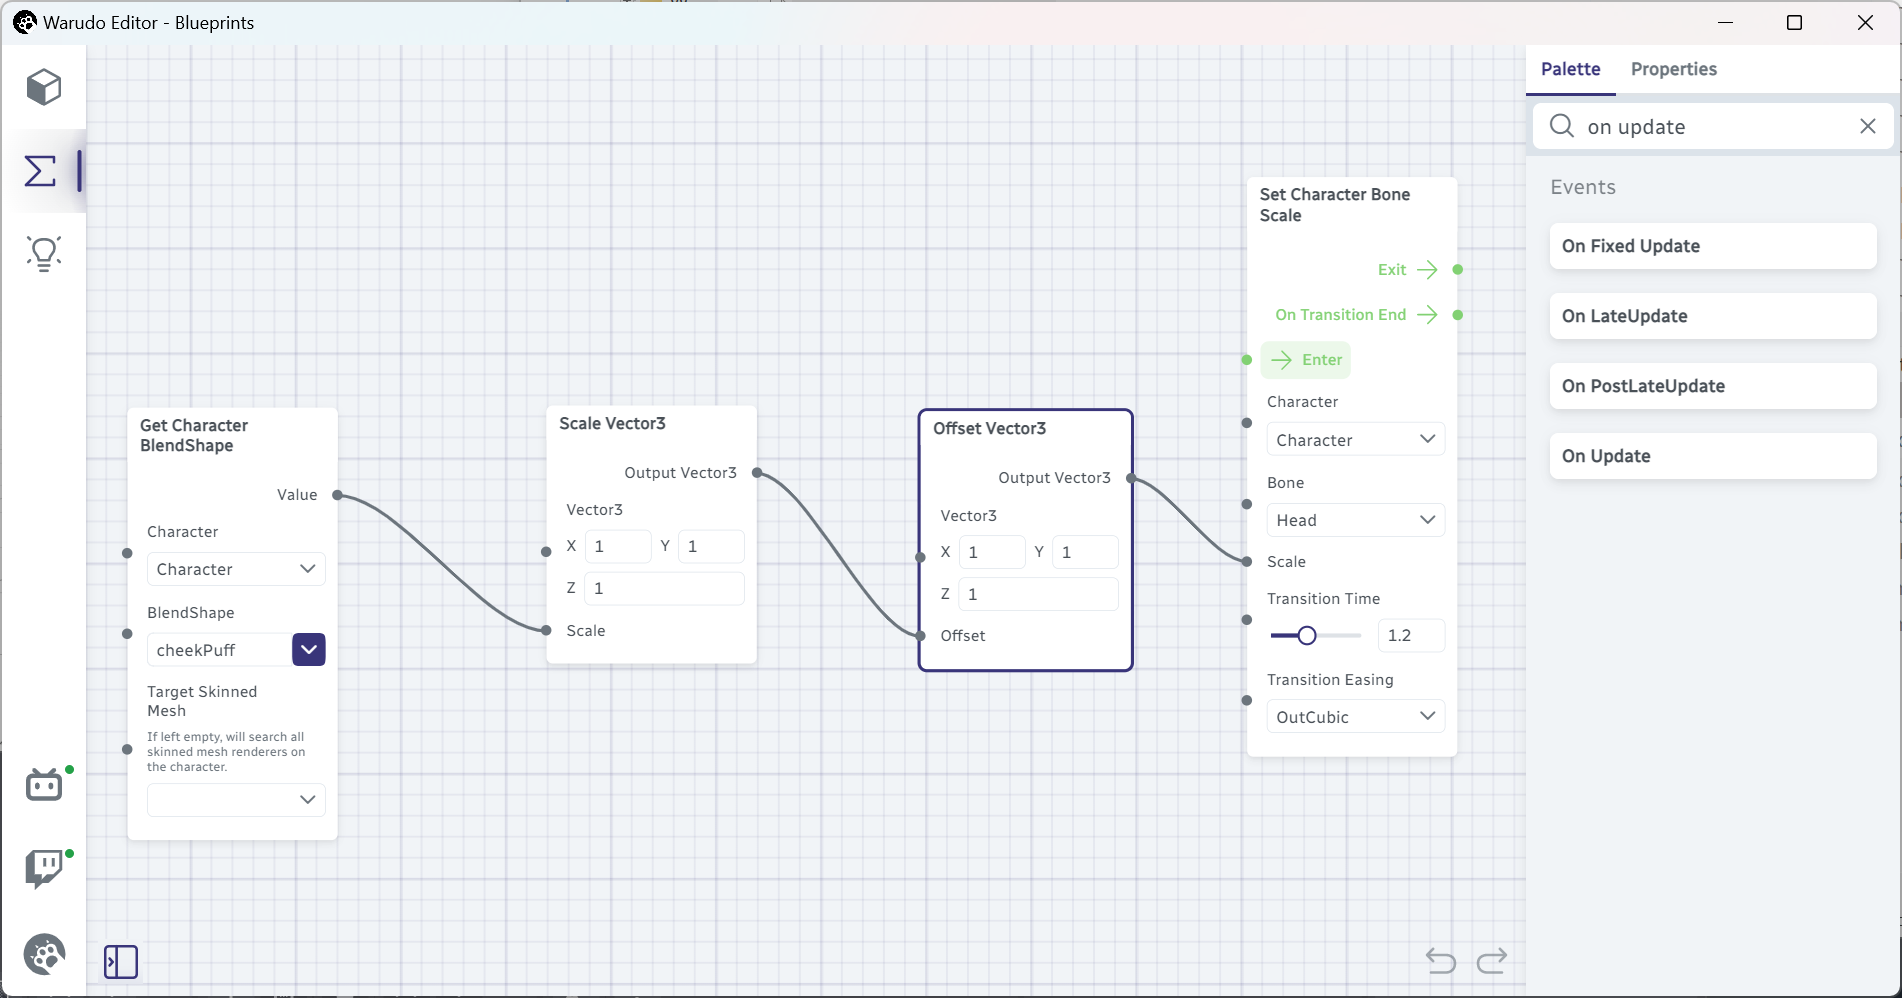 Warudo Editor - Blueprints
Palette
Properties
on update
Events
On Fixed Update
On LateUpdate
On PostLateUpdate
On Update
Get Character
BlendShape
Value
Character
Character
BlendShape
cheekPuff
Target Skinned
Mesh
If left empty, will search all
skinned mesh renderers on
the character.
Scale Vector3
Output Vector3
Vector3
X 1 Y 1
Z 1
Scale
Offset Vector3
Output Vector3
Vector3
X 1 Y 1
Z 1
Offset
Set Character Bone
Scale
Exit
On Transition End
Enter
Character
Character
Bone
Head
Scale
Transition Time
1.2
Transition Easing
OutCubic